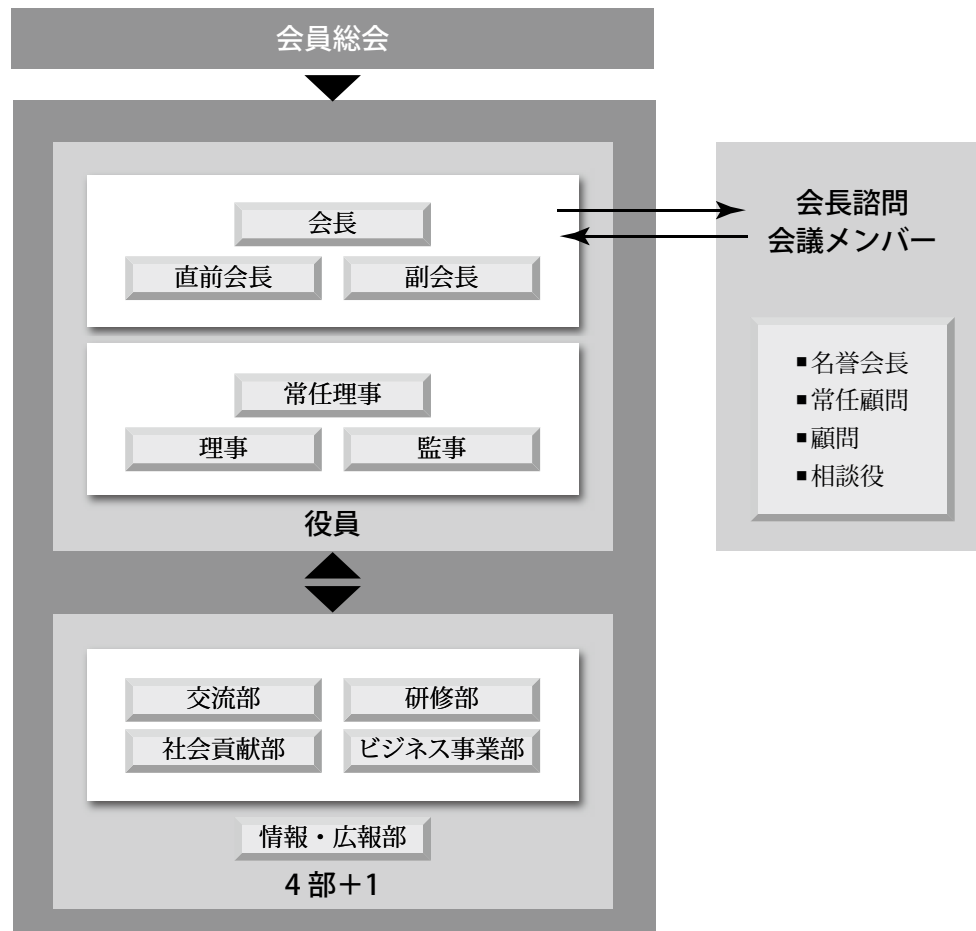 会員総会
会長
直前会長
副会長
常任理事
理事
監事
役員
会長諮問
会議メンバー
■名誉会長
■常任顧問
■顧問
■相談役
交流部
研修部
社会貢献部
ビジネス事業部
情報・広報部
4部+1